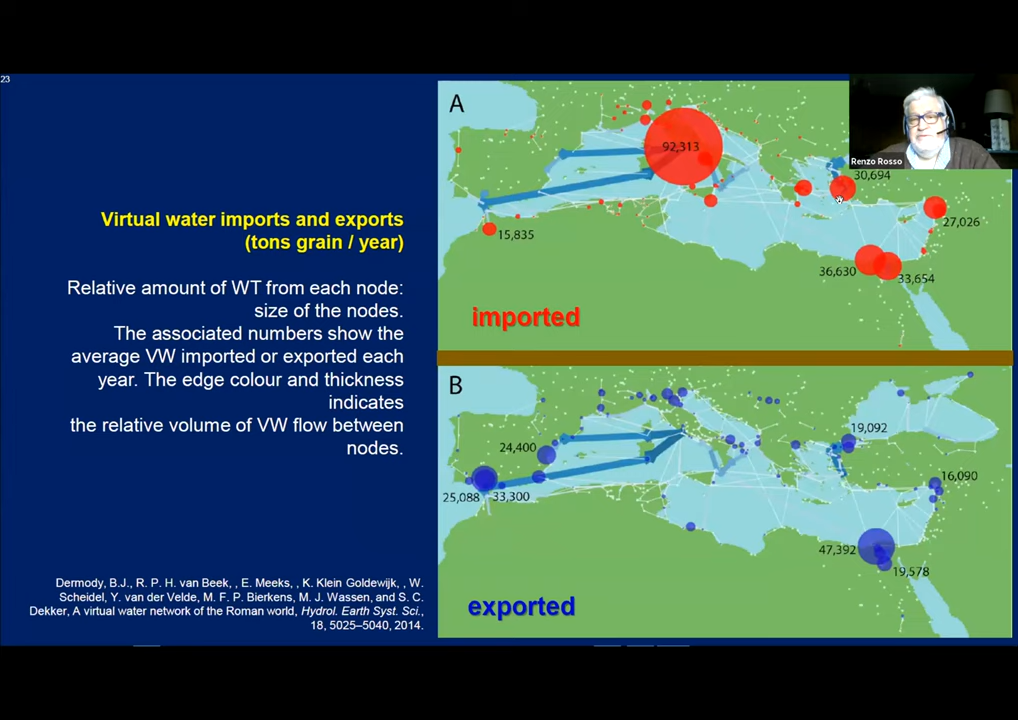 23
Virtual water imports and exports
(tons grain / year)
Relative amount of WT from each node:
size of the nodes.
The associated numbers show the
average VW imported or exported each
year. The edge colour and thickness
indicates
the relative volume of VW flow between
nodes.
Dermody, B.J., R. P. H. van Beek, , E. Meeks, , K. Klein Goldewijk, , W.
Scheidel, Y. van der Velde, M. F. P. Bierkens, M. J. Wassen, and S. C.
Dekker, A virtual water network of the Roman world, Hydrol. Earth Syst. Sci.,
18, 5025–5040, 2014.
A
92,313
Renzo Rosso
30,694
27,026
15,835
36,630
33,654
imported
B
19,092
24,400
16,090
25,088
33,300
47,392
19,578
exported